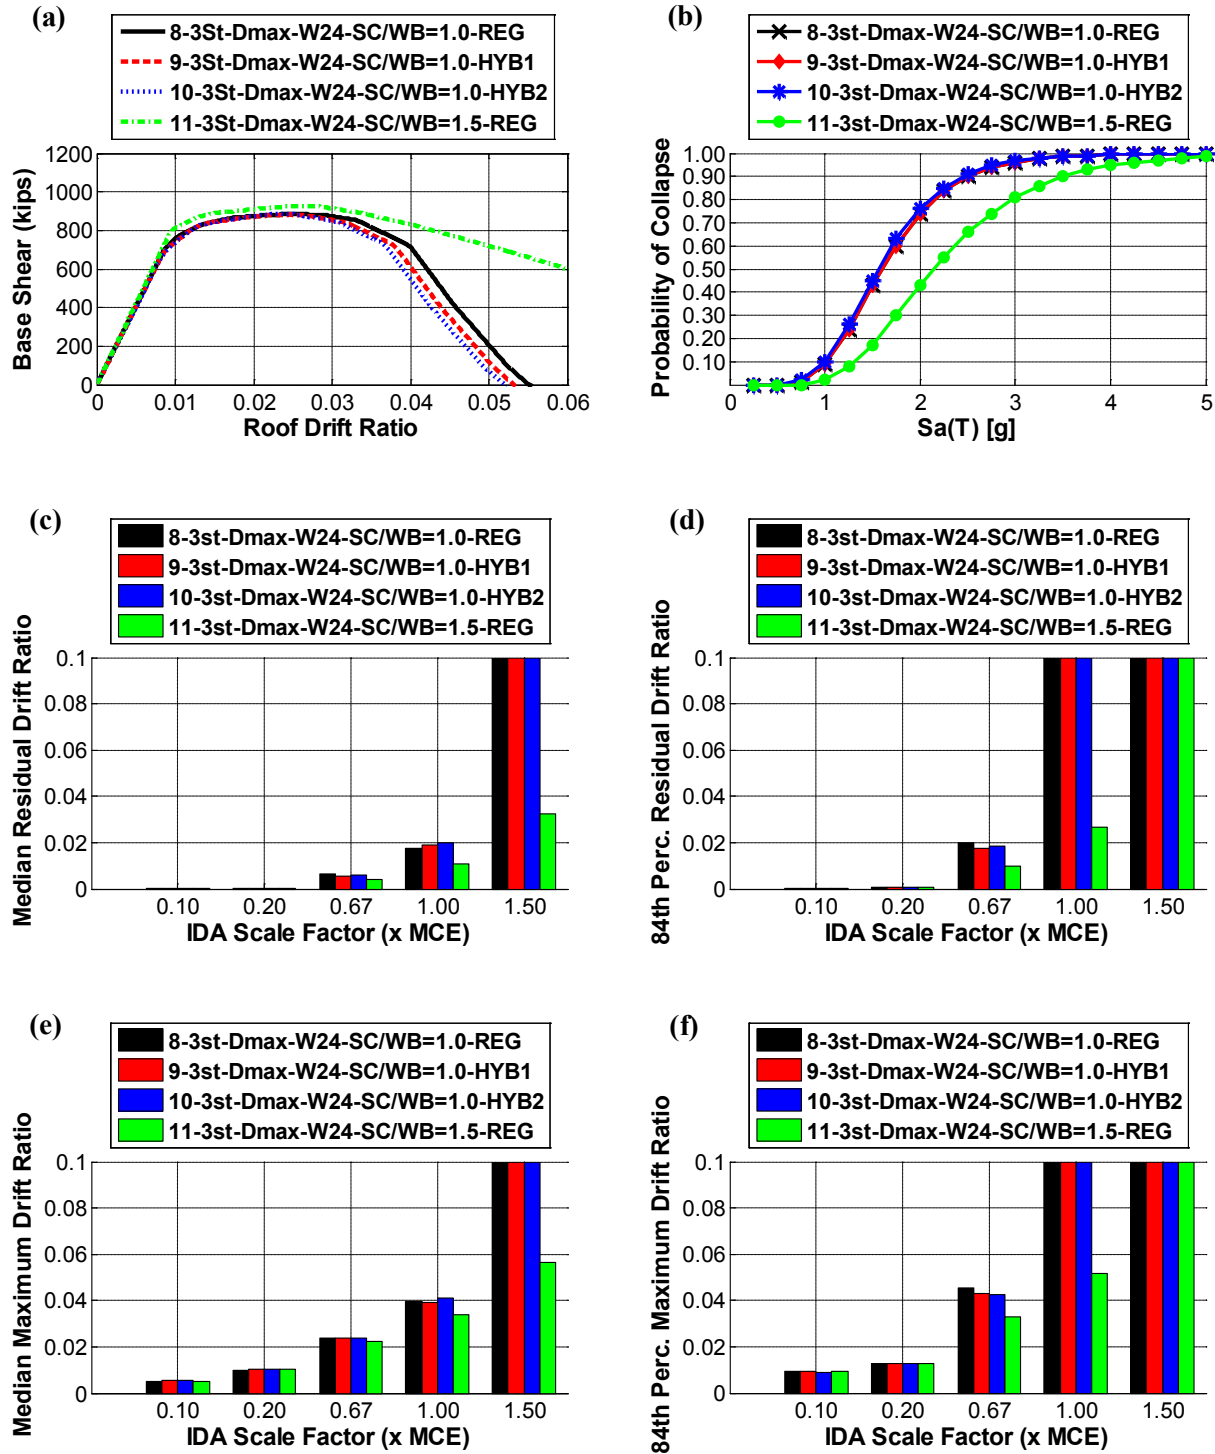 (a)
8-3St-Dmax-W24-SC/WB=1.0-REG
9-3St-Dmax-W24-SC/WB=1.0-HYB1
10-3St-Dmax-W24-SC/WB=1.0-HYB2
11-3St-Dmax-W24-SC/WB=1.5-REG
Base Shear (kips)
1200
1000
800
600
400
200
0
0 0.01 0.02 0.03 0.04 0.05 0.06
Roof Drift Ratio
(b)
8-3st-Dmax-W24-SC/WB=1.0-REG
9-3st-Dmax-W24-SC/WB=1.0-HYB1
10-3st-Dmax-W24-SC/WB=1.0-HYB2
11-3st-Dmax-W24-SC/WB=1.5-REG
Probability of Collapse
1.00
0.90
0.80
0.70
0.60
0.50
0.40
0.30
0.20
0.10
0 1 2 3 4 5
Sa(T) [g]
(c)
8-3st-Dmax-W24-SC/WB=1.0-REG
9-3st-Dmax-W24-SC/WB=1.0-HYB1
10-3st-Dmax-W24-SC/WB=1.0-HYB2
11-3st-Dmax-W24-SC/WB=1.5-REG
Median Residual Drift Ratio
0.1
0.08
0.06
0.04
0.02
0
0.10 0.20 0.67 1.00 1.50
IDA Scale Factor (x MCE)
(d)
8-3st-Dmax-W24-SC/WB=1.0-REG
9-3st-Dmax-W24-SC/WB=1.0-HYB1
10-3st-Dmax-W24-SC/WB=1.0-HYB2
11-3st-Dmax-W24-SC/WB=1.5-REG
84th Perc. Residual Drift Ratio
0.1
0.08
0.06
0.04
0.02
0
0.10 0.20 0.67 1.00 1.50
IDA Scale Factor (x MCE)
(e)
8-3st-Dmax-W24-SC/WB=1.0-REG
9-3st-Dmax-W24-SC/WB=1.0-HYB1
10-3st-Dmax-W24-SC/WB=1.0-HYB2
11-3st-Dmax-W24-SC/WB=1.5-REG
Median Maximum Drift Ratio
0.1
0.08
0.06
0.04
0.02
0
0.10 0.20 0.67 1.00 1.50
IDA Scale Factor (x MCE)
(f)
8-3st-Dmax-W24-SC/WB=1.0-REG
9-3st-Dmax-W24-SC/WB=1.0-HYB1
10-3st-Dmax-W24-SC/WB=1.0-HYB2
11-3st-Dmax-W24-SC/WB=1.5-REG
84th Perc. Maximum Drift Ratio
0.1
0.08
0.06
0.04
0.02
0
0.10 0.20 0.67 1.00 1.50
IDA Scale Factor (x MCE)